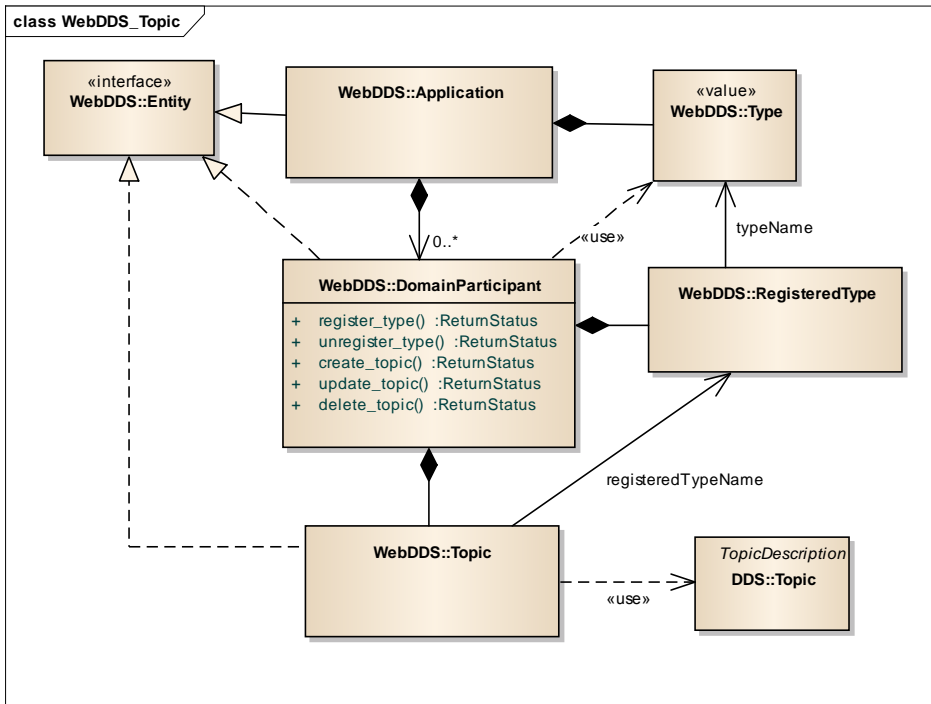 class WebDDS_Topic
«interface»
WebDDS::Entity
WebDDS::Application
«value»
WebDDS::Type
0..*
«use»
typeName
WebDDS::DomainParticipant
+ register_type() :ReturnStatus
+ unregister_type() :ReturnStatus
+ create_topic() :ReturnStatus
+ update_topic() :ReturnStatus
+ delete_topic() :ReturnStatus
WebDDS::RegisteredType
registeredTypeName
WebDDS::Topic
«use»
TopicDescription
DDS::Topic